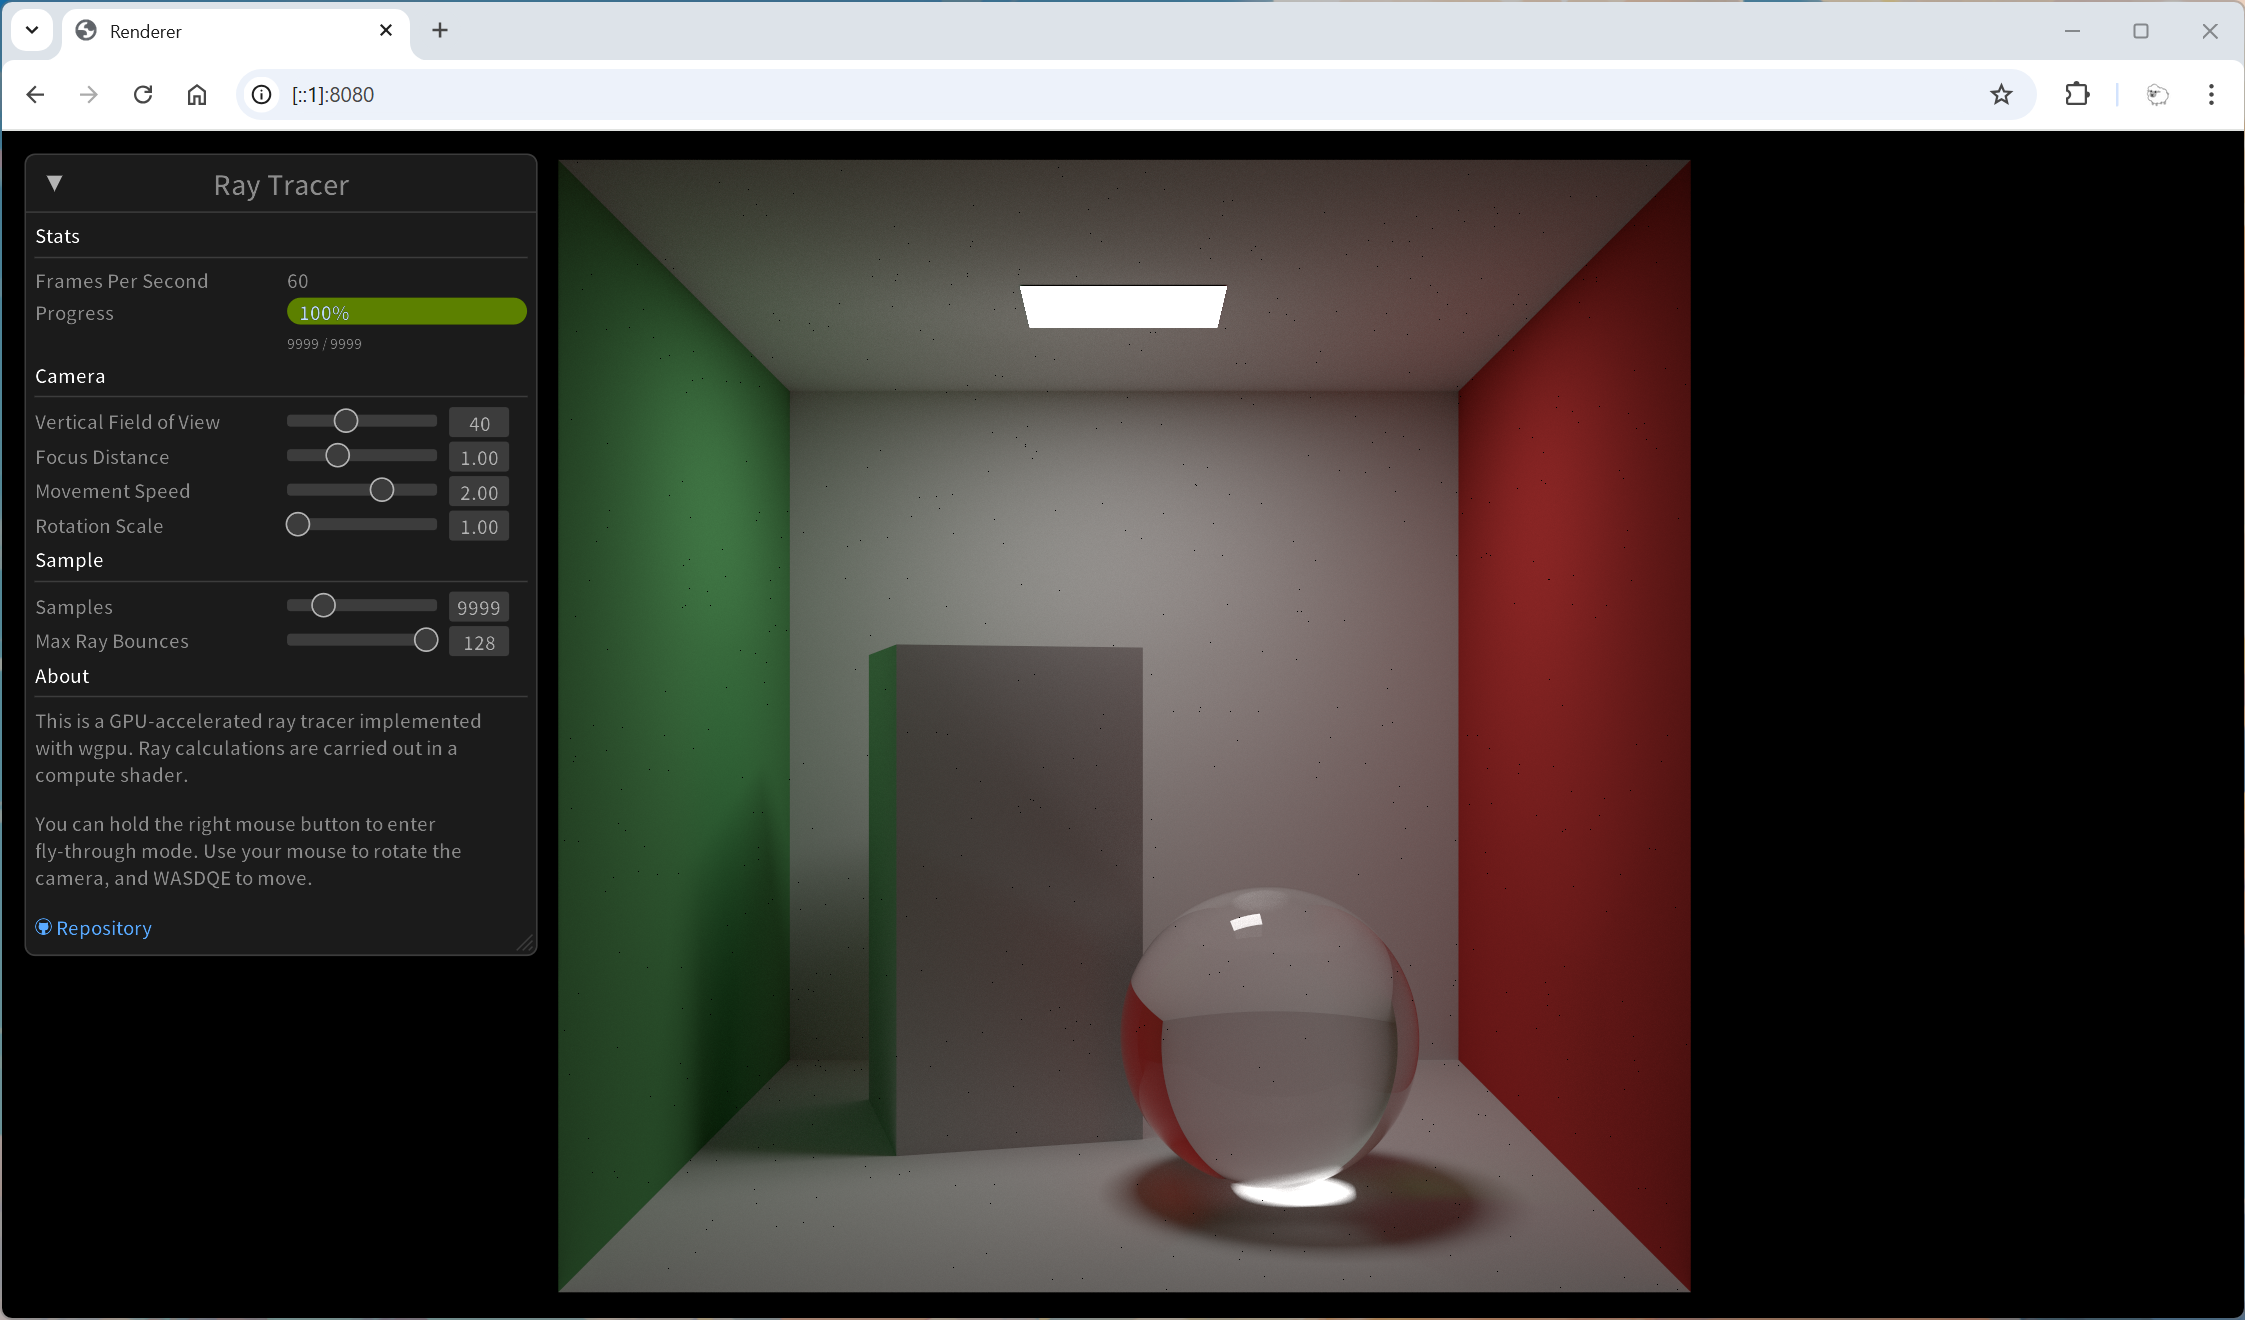 Renderer
[::1]:8080
Ray Tracer
Stats
Frames Per Second 60
Progress 100%
9999 / 9999
Camera
Vertical Field of View 40
Focus Distance 1.00
Movement Speed 2.00
Rotation Scale 1.00
Sample
Samples 9999
Max Ray Bounces 128
About
This is a GPU-accelerated ray tracer implemented
with wgpu. Ray calculations are carried out in a
compute shader.
You can hold the right mouse button to enter
fly-through mode. Use your mouse to rotate the
camera, and WASDQE to move.
Repository